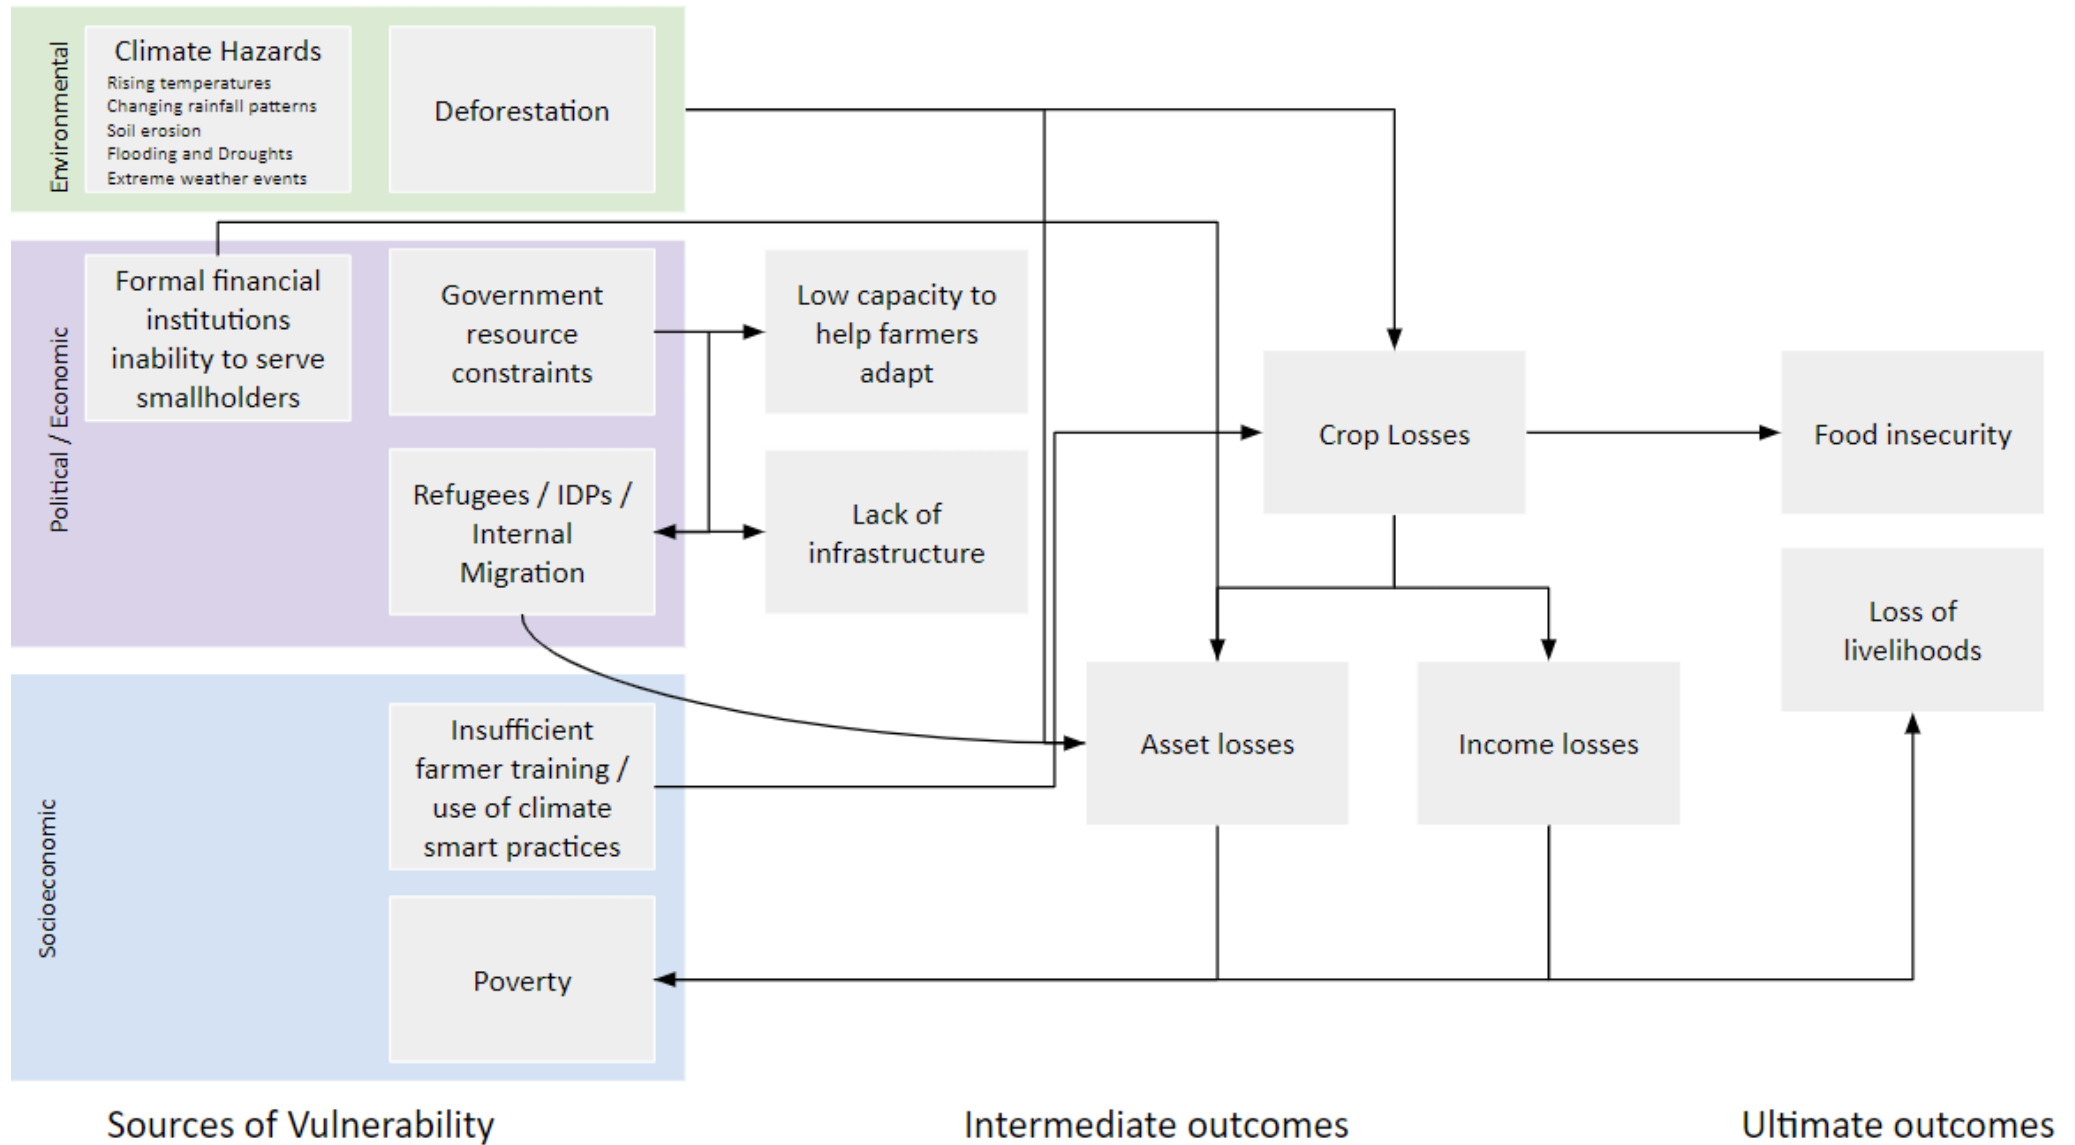 Environmental
Climate Hazards
Rising temperatures
Changing rainfall patterns
Soil erosion
Flooding and Droughts
Extreme weather events
Deforestation
Political / Economic
Formal financial
institutions
inability to serve
smallholders
Government
resource
constraints
Low capacity to
help farmers
adapt
Refugees / IDPs /
Internal
Migration
Lack of
infrastructure
Crop Losses
Food insecurity
Loss of
livelihoods
Socioeconomic
Insufficient
farmer training /
use of climate
smart practices
Asset losses
Income losses
Poverty
Sources of Vulnerability
Intermediate outcomes
Ultimate outcomes